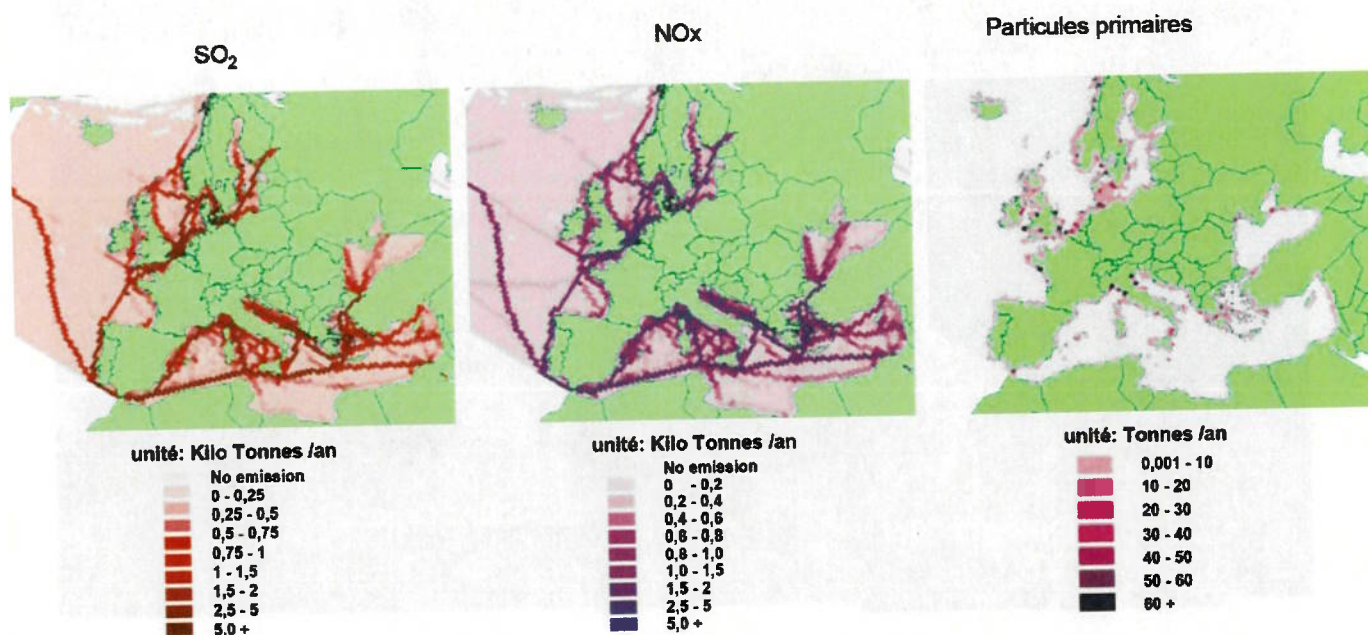 SO₂
NOx
Particules primaires
unité: Kilo Tonnes /an
No emission
0 - 0,25
0,25 - 0,5
0,5 - 0,75
0,75 - 1
1 - 1,5
1,5 - 2
2,5 - 5
5,0 +
unité: Kilo Tonnes /an
No emission
0 - 0,2
0,2 - 0,4
0,4 - 0,6
0,6 - 0,8
0,8 - 1,0
1,0 - 1,5
1,5 - 2
2,5 - 5
5,0 +
unité: Tonnes /an
0,001 - 10
10 - 20
20 - 30
30 - 40
40 - 50
50 - 60
60 +